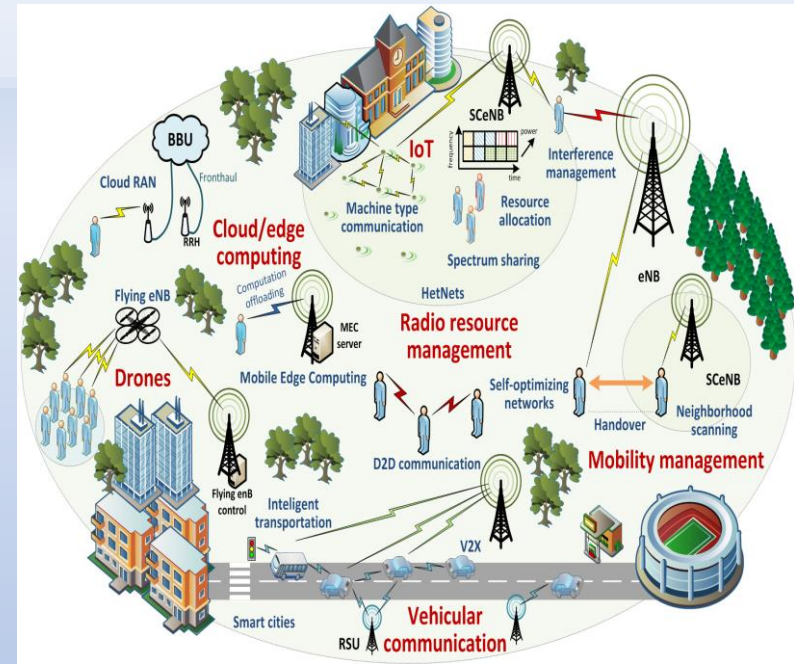 SCeNB
frequency
power
time
BBU
Cloud RAN
Fronthaul
RRH
IoT
Machine type
communication
Resource
allocation
Spectrum sharing
HetNets
Interference
management
eNB
Cloud/edge
computing
Computation
offloading
MEC
server
Mobile Edge Computing
Radio resource
management
Flying eNB
Drones
Flying enB
control
D2D communication
Self-optimizing
networks
SCeNB
Handover
Neighborhood
scanning
Mobility management
Inteligent
transportation
V2X
Smart cities
RSU
Vehicular
communication